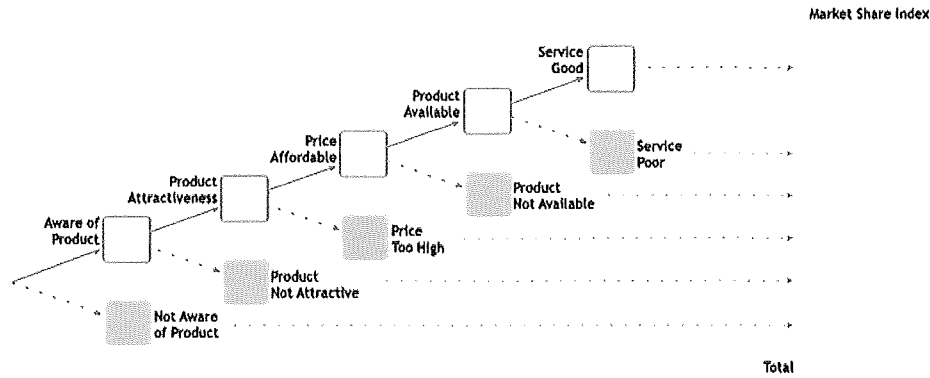 Market Share Index
Service
Good
Product
Available
Price
Affordable
Service
Poor
Product
Attractiveness
Product
Not Available
Aware of
Product
Price
Too High
Product
Not Attractive
Not Aware
of Product
Total